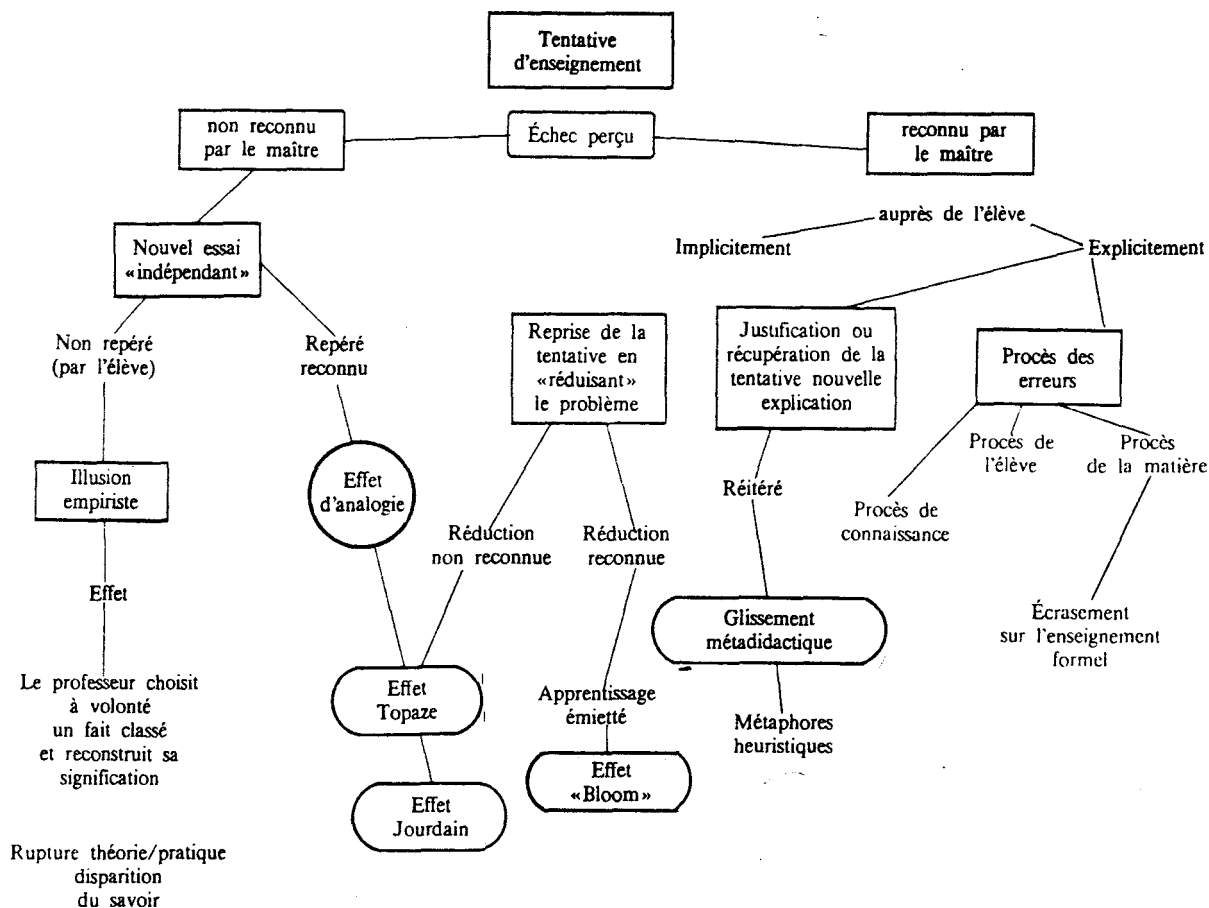 Tentative
d'enseignement
non reconnu
par le maître
Échec perçu
reconnu par
le maître
auprès de l'élève
Implicitement
Explicitement
Nouvel essai
«indépendant»
Non repéré
(par l'élève)
Repéré
reconnu
Reprise de la
tentative en
«réduisant»
le problème
Justification ou
récupération de la
tentative nouvelle
explication
Procès des
erreurs
Illusion
empiriste
Effet
d'analogie
Réduction
non reconnue
Réduction
reconnue
Réitéré
Procès de
connaissance
Procès de
l'élève
Procès
de la matière
Effet
Le professeur choisit
à volonté
un fait classé
et reconstruit sa
signification
Effet
Topaze
Effet
Jourdain
Apprentissage
émietté
Effet
«Bloom»
Glissement
métadidactique
Métaphores
heuristiques
Écrasement
sur l'enseignement
formel
Rupture théorie/pratique
disparition
du savoir